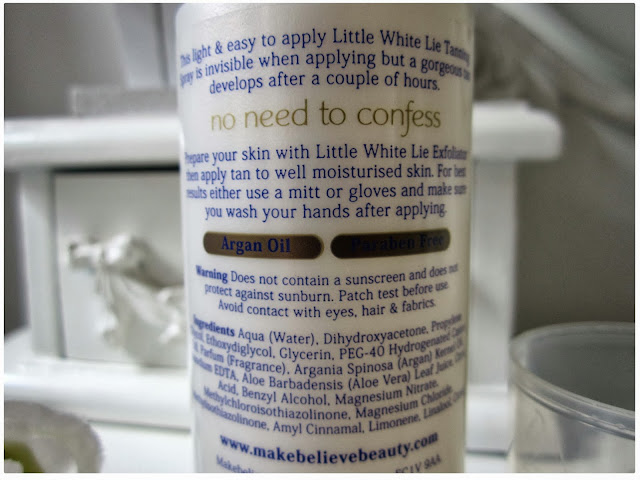 This light & easy to apply Little White Lie Tanning
Spray is invisible when applying but a gorgeous tan
develops after a couple of hours.
no need to confess
Prepare your skin with Little White Lie Exfoliator
then apply tan to well moisturised skin. For best
results either use a mitt or gloves and make sure
you wash your hands after applying.
Argan Oil Paraben Free
Warning Does not contain a sunscreen and does not
protect against sunburn. Patch test before use.
Avoid contact with eyes, hair & fabrics.
Ingredients Aqua (Water), Dihydroxyacetone, Propylene
Ethoxydiglycol, Glycerin, PEG-40 Hydrogenated
Parfum (Fragrance), Argania Spinosa (Argan) Kernel Oil,
EDTA, Aloe Barbadensis (Aloe Vera) Leaf Juice,
Acid, Benzyl Alcohol, Magnesium Nitrate,
Methylchloroisothiazolinone, Magnesium Chloride,
Amyl Cinnamal, Limonene, Linalool,
www.makebelievebeauty.com
EC1V 9AA